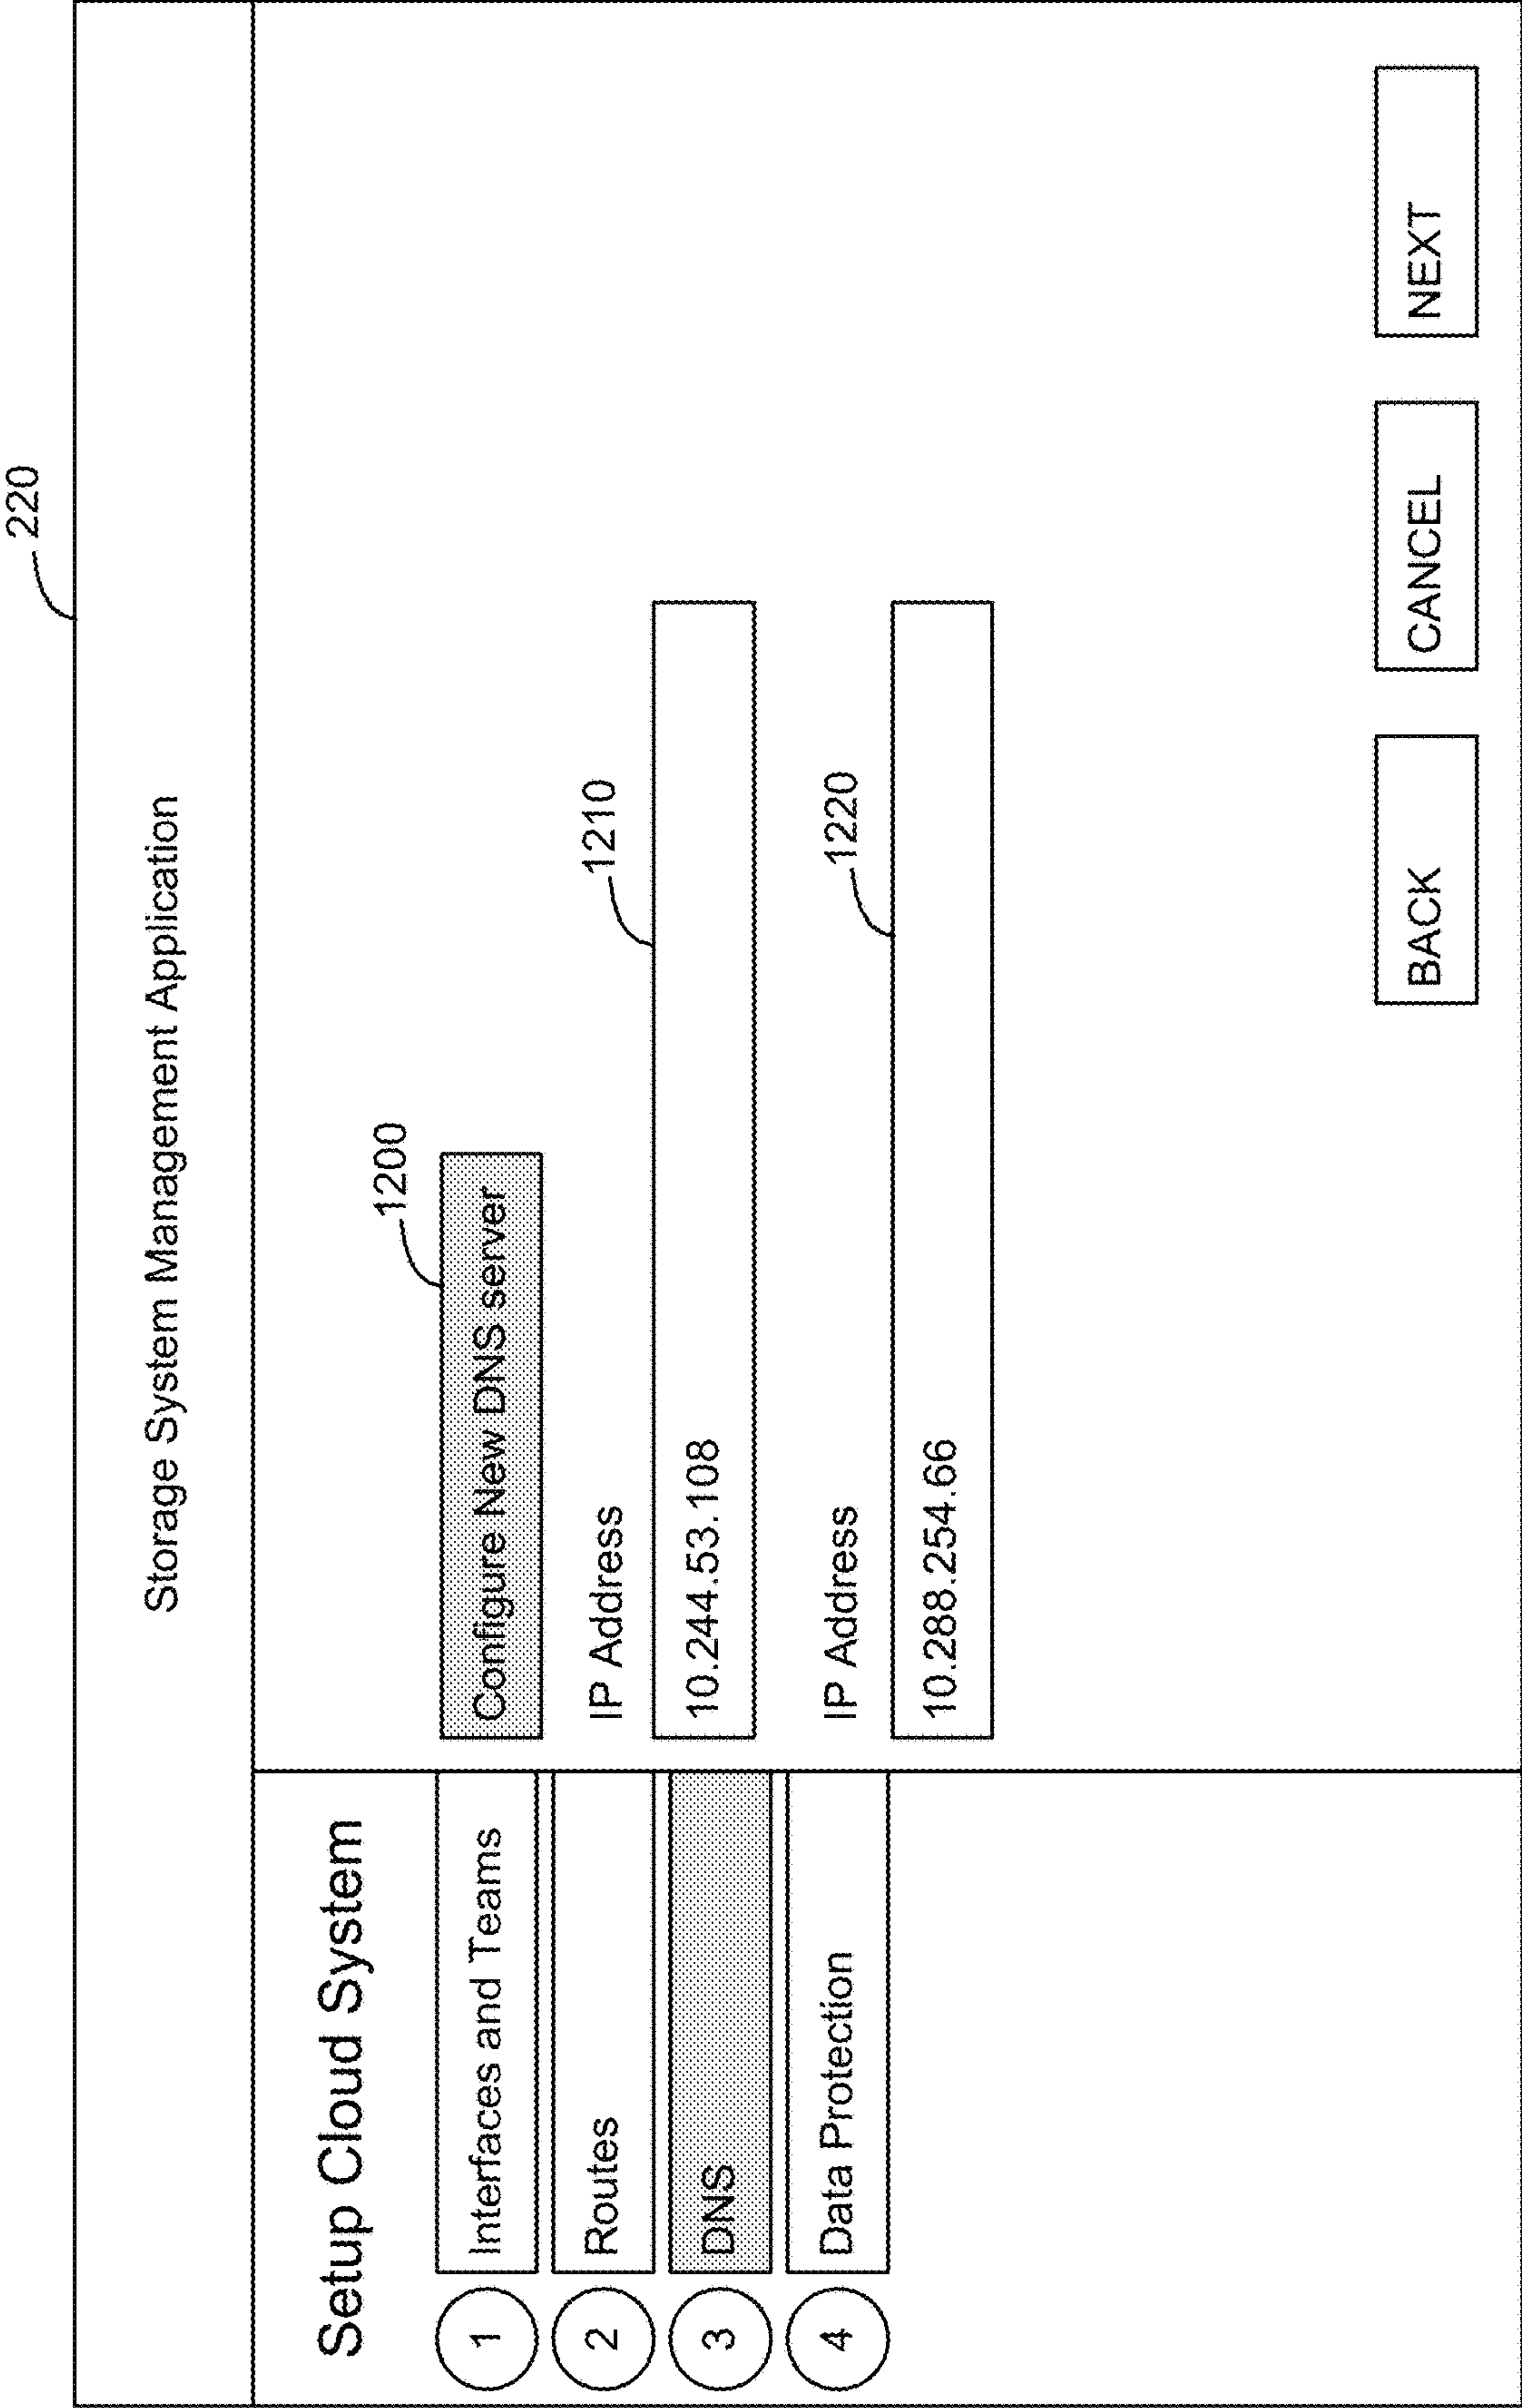 220
Storage System Management Application
Setup Cloud System
1 Interfaces and Teams
2 Routes
3 DNS
4 Data Protection
1200
Configure New DNS server
IP Address
1210
10.244.53.108
IP Address
1220
10.288.254.66
BACK
CANCEL
NEXT